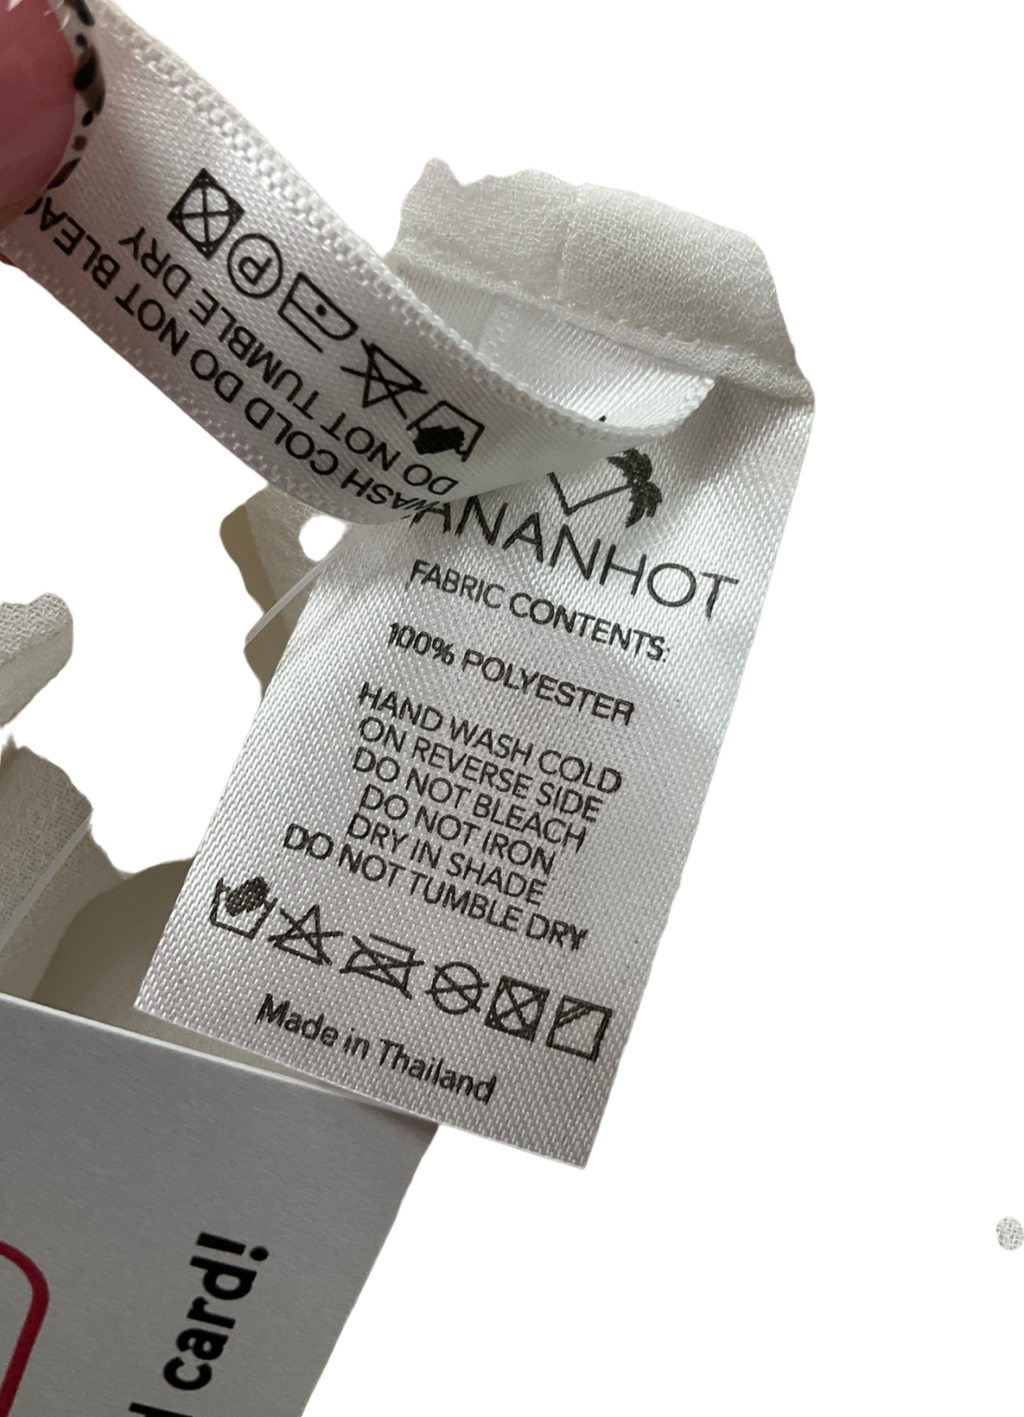 WASH COLD DO NOT
DO NOT TUMBLE DRY
P
ANANHOT
FABRIC CONTENTS:
100% POLYESTER
HAND WASH COLD
ON REVERSE SIDE
DO NOT BLEACH
DO NOT IRON
DRY IN SHADE
DO NOT TUMBLE DRY
Made in Thailand
card!